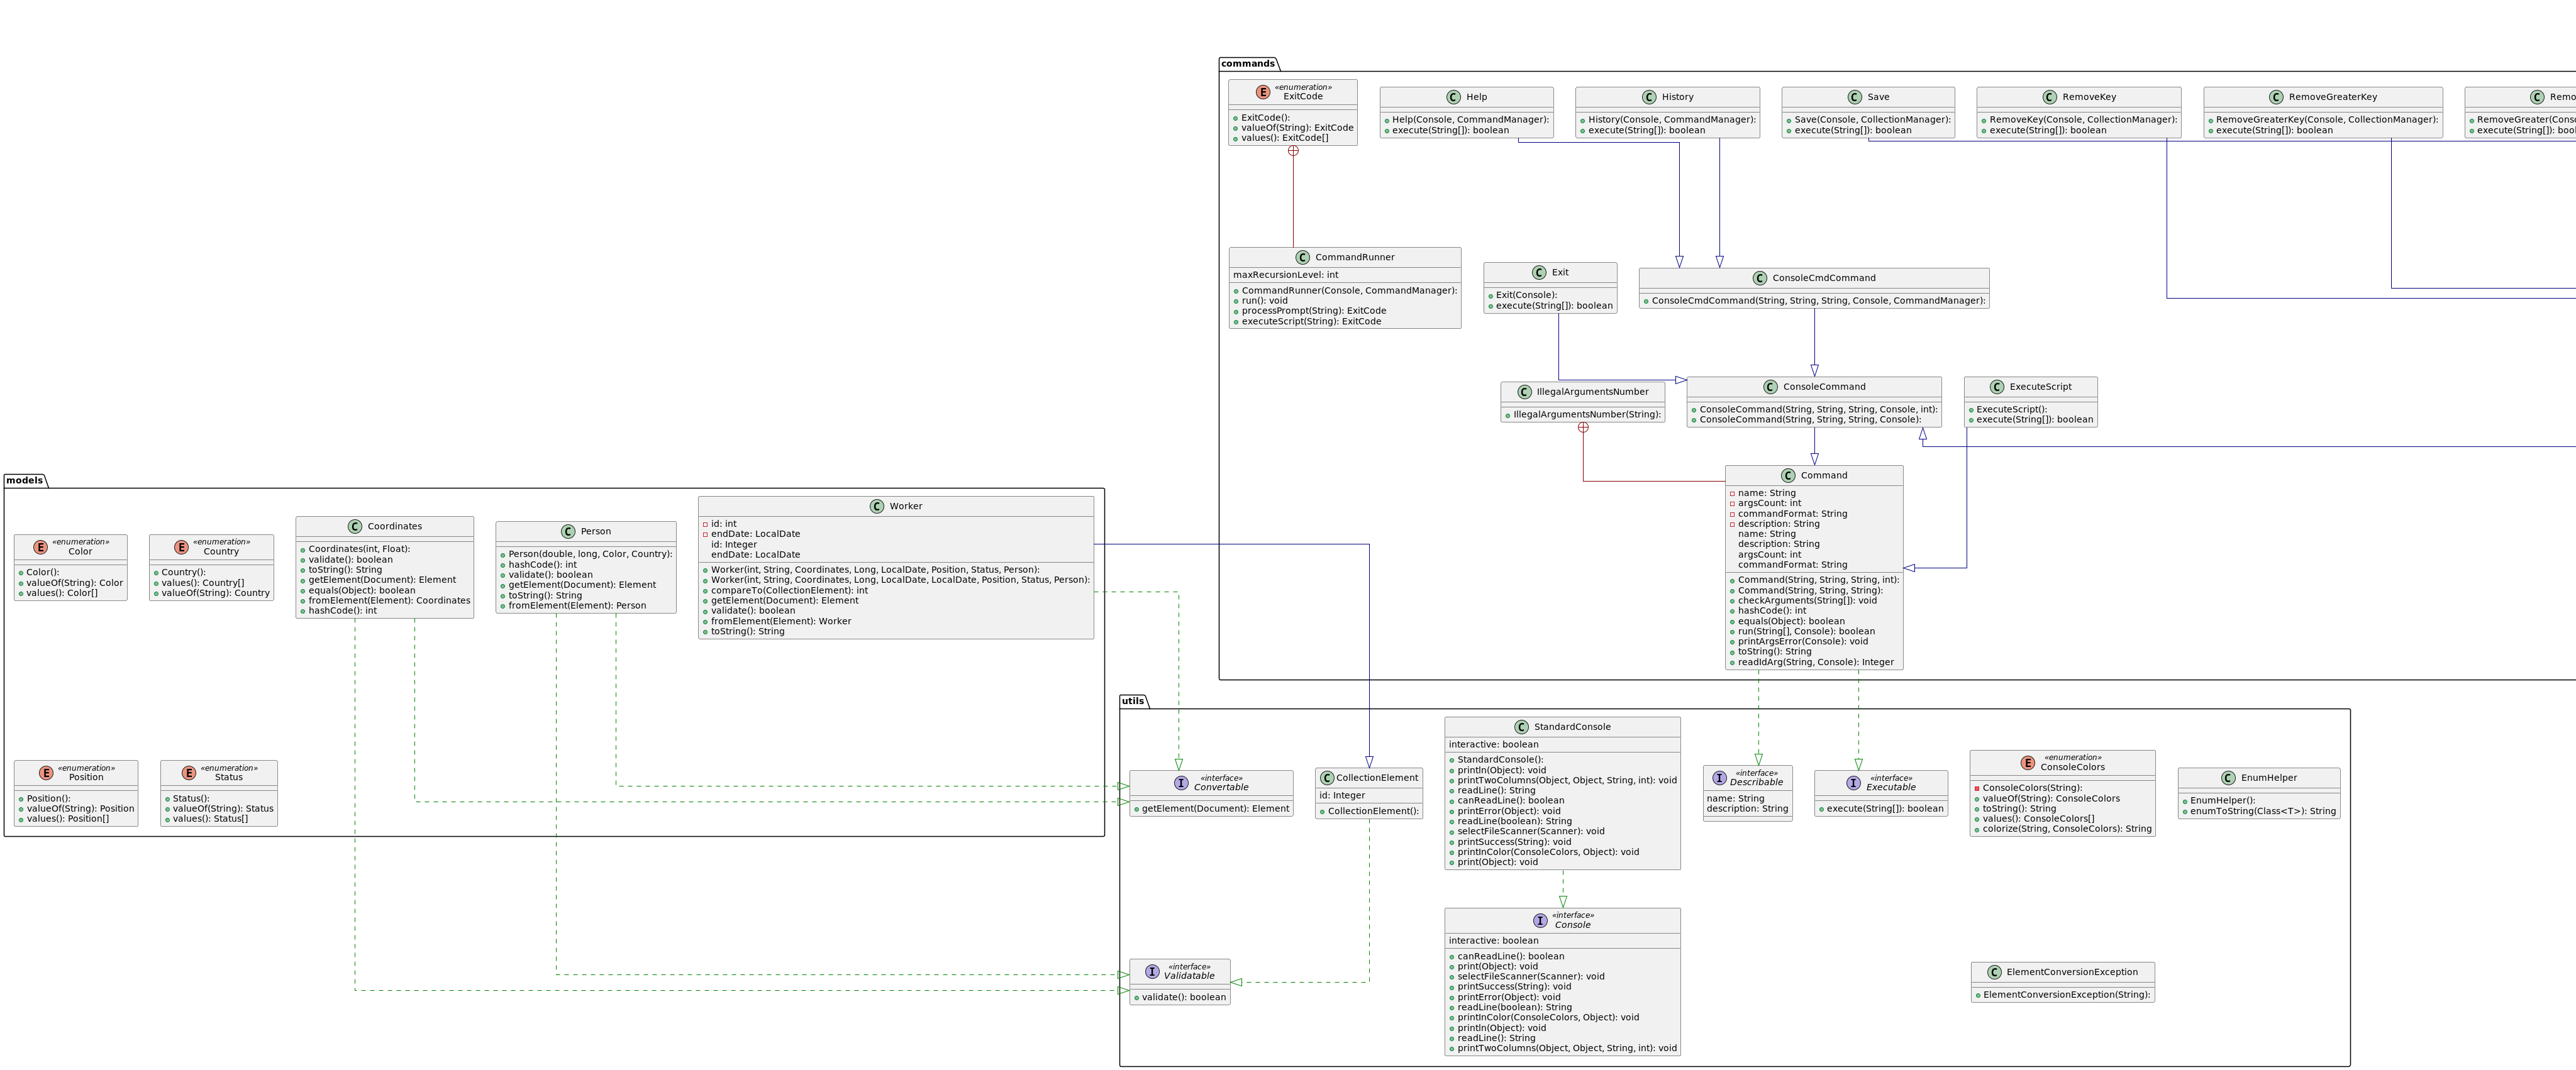 commands
«enumeration»
ExitCode
ExitCode():
valueOf(String): ExitCode
values(): ExitCode[]
Help
Help(Console, CommandManager):
execute(String[]): boolean
History
History(Console, CommandManager):
execute(String[]): boolean
Save
Save(Console, CollectionManager):
execute(String[]): boolean
RemoveKey
RemoveKey(Console, CollectionManager):
execute(String[]): boolean
RemoveGreaterKey
RemoveGreaterKey(Console, CollectionManager):
execute(String[]): boolean
CommandRunner
maxRecursionLevel: int
CommandRunner(Console, CommandManager):
run(): void
processPrompt(String): ExitCode
executeScript(String): ExitCode
Exit
Exit(Console):
execute(String[]): boolean
ConsoleCmdCommand
ConsoleCmdCommand(String, String, String, Console, CommandManager):
IllegalArgumentsNumber
IllegalArgumentsNumber(String):
ConsoleCommand
ConsoleCommand(String, String, String, Console, int):
ConsoleCommand(String, String, String, Console):
ExecuteScript
ExecuteScript():
execute(String[]): boolean
Command
name: String
argsCount: int
commandFormat: String
description: String
name: String
description: String
argsCount: int
commandFormat: String
Command(String, String, String, int):
Command(String, String, String):
checkArguments(String[]): void
hashCode(): int
equals(Object): boolean
run(String[], Console): boolean
printArgsError(Console): void
toString(): String
readIdArg(String, Console): Integer
models
«enumeration»
Color
Color():
valueOf(String): Color
values(): Color[]
«enumeration»
Country
Country():
values(): Country[]
valueOf(String): Country
Coordinates
Coordinates(int, Float):
validate(): boolean
toString(): String
getElement(Document): Element
equals(Object): boolean
fromElement(Element): Coordinates
hashCode(): int
Person
Person(double, long, Color, Country):
hashCode(): int
validate(): boolean
getElement(Document): Element
toString(): String
fromElement(Element): Person
Worker
id: int
endDate: LocalDate
id: Integer
endDate: LocalDate
Worker(int, String, Coordinates, Long, LocalDate, Position, Status, Person):
Worker(int, String, Coordinates, Long, LocalDate, LocalDate, Position, Status, Person):
compareTo(CollectionElement): int
getElement(Document): Element
validate(): boolean
fromElement(Element): Worker
toString(): String
«enumeration»
Position
Position():
valueOf(String): Position
values(): Position[]
«enumeration»
Status
Status():
valueOf(String): Status
values(): Status[]
utils
«interface»
Convertable
getElement(Document): Element
CollectionElement
id: Integer
CollectionElement():
StandardConsole
interactive: boolean
StandardConsole():
println(Object): void
printTwoColumns(Object, Object, String, int): void
readLine(): String
canReadLine(): boolean
printError(Object): void
readLine(boolean): String
selectFileScanner(Scanner): void
printSuccess(String): void
printInColor(ConsoleColors, Object): void
print(Object): void
«interface»
Describable
name: String
description: String
«interface»
Executable
execute(String[]): boolean
«enumeration»
ConsoleColors
ConsoleColors(String):
valueOf(String): ConsoleColors
toString(): String
values(): ConsoleColors[]
colorize(String, ConsoleColors): String
EnumHelper
EnumHelper():
enumToString(Class<T>): String
«interface»
Validatable
validate(): boolean
«interface»
Console
interactive: boolean
canReadLine(): boolean
print(Object): void
selectFileScanner(Scanner): void
printSuccess(String): void
printError(Object): void
readLine(boolean): String
printInColor(ConsoleColors, Object): void
println(Object): void
readLine(): String
printTwoColumns(Object, Object, String, int): void
ElementConversionException
ElementConversionException(String):